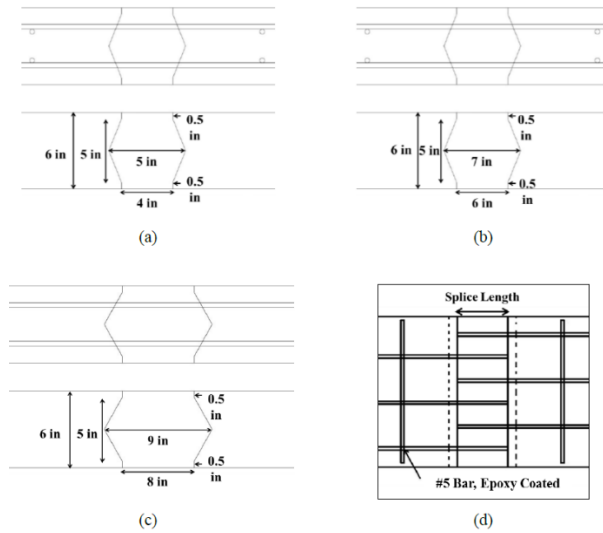 0.5
in
6 in
5 in
5 in
0.5
in
4 in
(a)
0.5
in
6 in
5 in
7 in
0.5
in
6 in
(b)
0.5
in
6 in
5 in
9 in
0.5
in
8 in
(c)
Splice Length
#5 Bar, Epoxy Coated
(d)